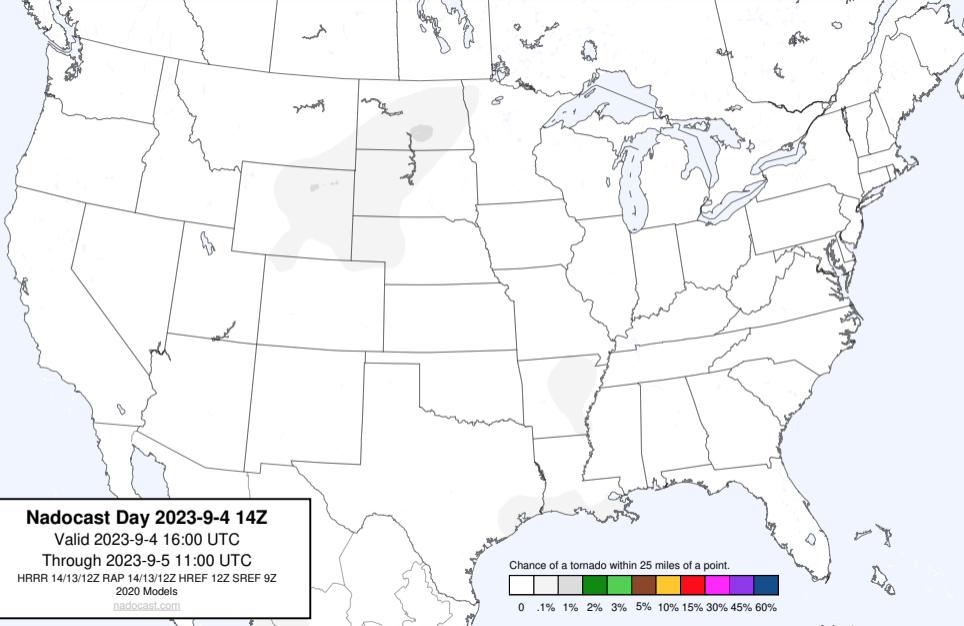 Nadocast Day 2023-9-4 14Z
Valid 2023-9-4 16:00 UTC
Through 2023-9-5 11:00 UTC
HRRR 14/13/12Z RAP 14/13/12Z HREF 12Z SREF 9Z
2020 Models
nadocast.com
Chance of a tornado within 25 miles of a point.
0 .1% 1% 2% 3% 5% 10% 15% 30% 45% 60%